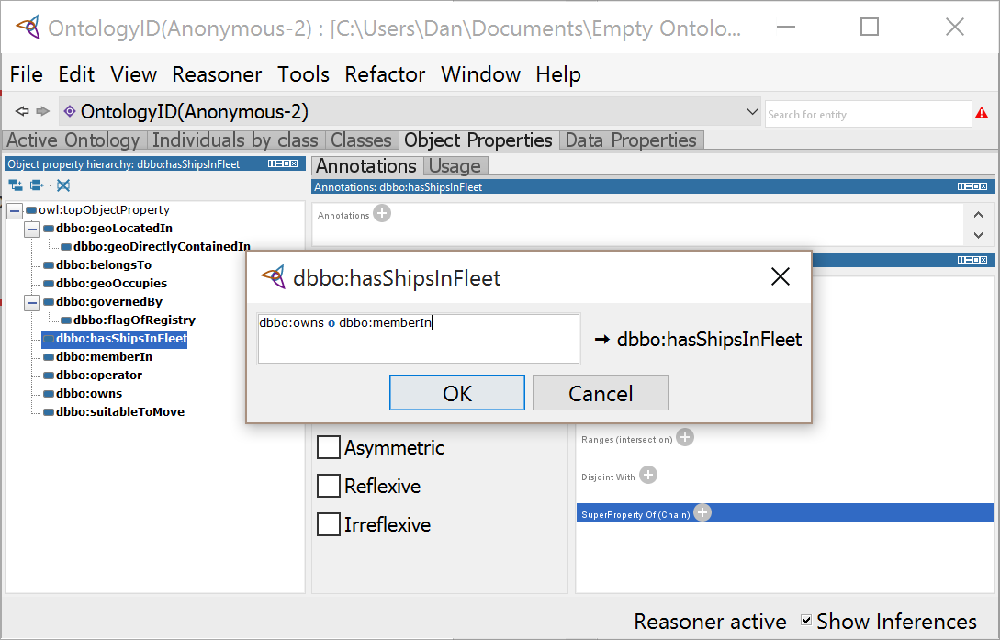 OntologyID(Anonymous-2) : [C:\Users\Dan\Documents\Empty Ontolo...
File Edit View Reasoner Tools Refactor Window Help
OntologyID(Anonymous-2)
Search for entity
Active Ontology Individuals by class Classes Object Properties Data Properties
Object property hierarchy: dbbo:hasShipsInFleet
owl:topObjectProperty
dbbo:geoLocatedIn
dbbo:geoDirectlyContainedIn
dbbo:belongsTo
dbbo:geoOccupies
dbbo:governedBy
dbbo:flagOfRegistry
dbbo:hasShipsInFleet
dbbo:memberIn
dbbo:operator
dbbo:owns
dbbo:suitableToMove
Annotations Usage
Annotations: dbbo:hasShipsInFleet
Annotations
dbbo:hasShipsInFleet
dbbo:owns o dbbo:memberIn
→ dbbo:hasShipsInFleet
OK Cancel
Asymmetric
Reflexive
Irreflexive
Ranges (intersection)
Disjoint With
SuperProperty Of (Chain)
Reasoner active Show Inferences